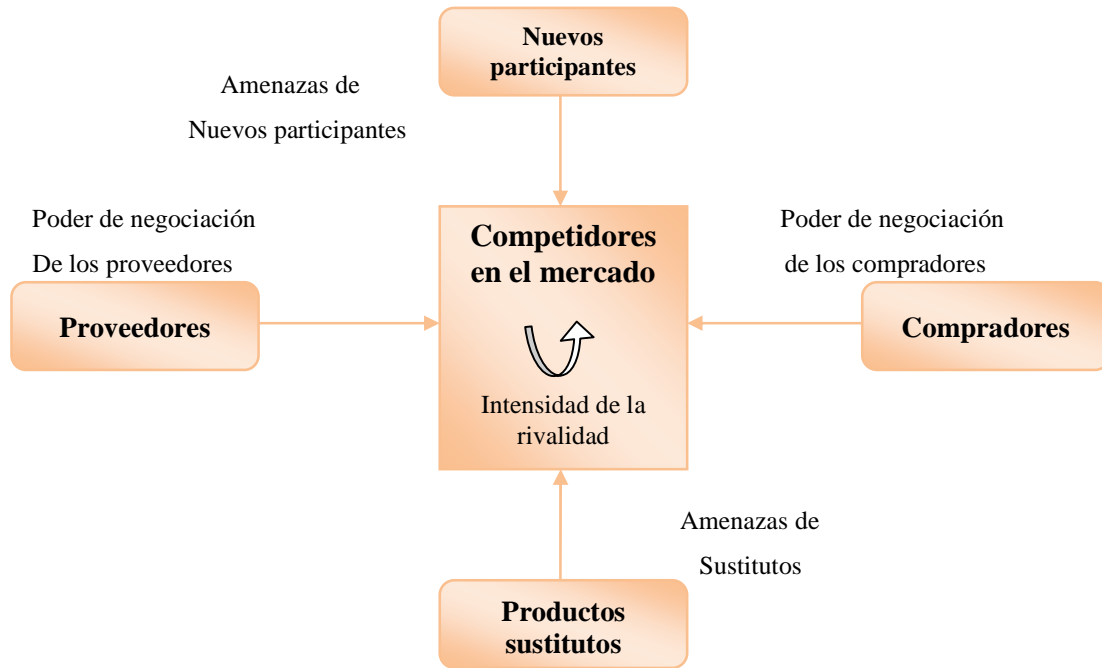 Nuevos
participantes
Amenazas de
Nuevos participantes
Poder de negociación
De los proveedores
Proveedores
Competidores
en el mercado
Intensidad de la
rivalidad
Poder de negociación
de los compradores
Compradores
Amenazas de
Sustitutos
Productos
sustitutos